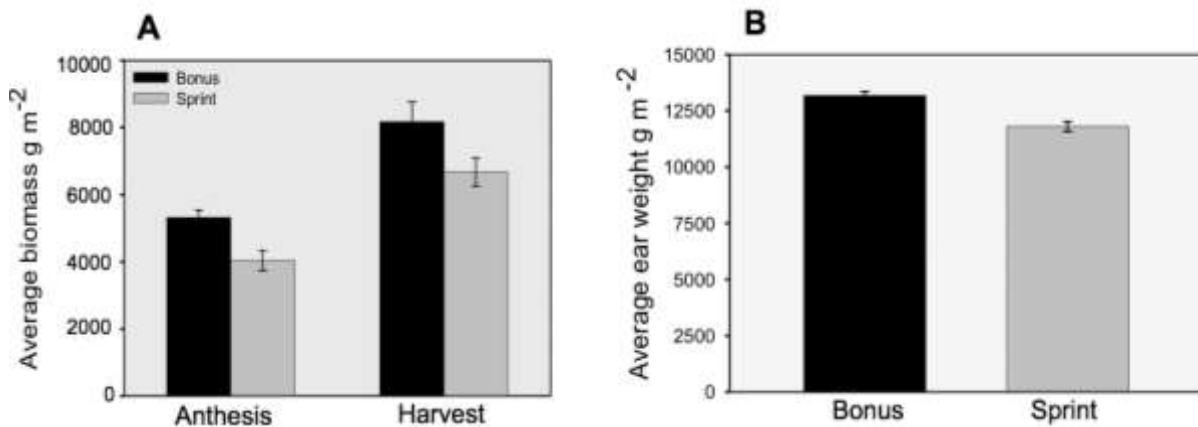 A
Average biomass g m⁻²
10000
8000
6000
4000
2000
0
Bonus
Sprint
Anthesis Harvest
B
Average ear weight g m⁻²
15000
12500
10000
7500
5000
2500
0
Bonus Sprint